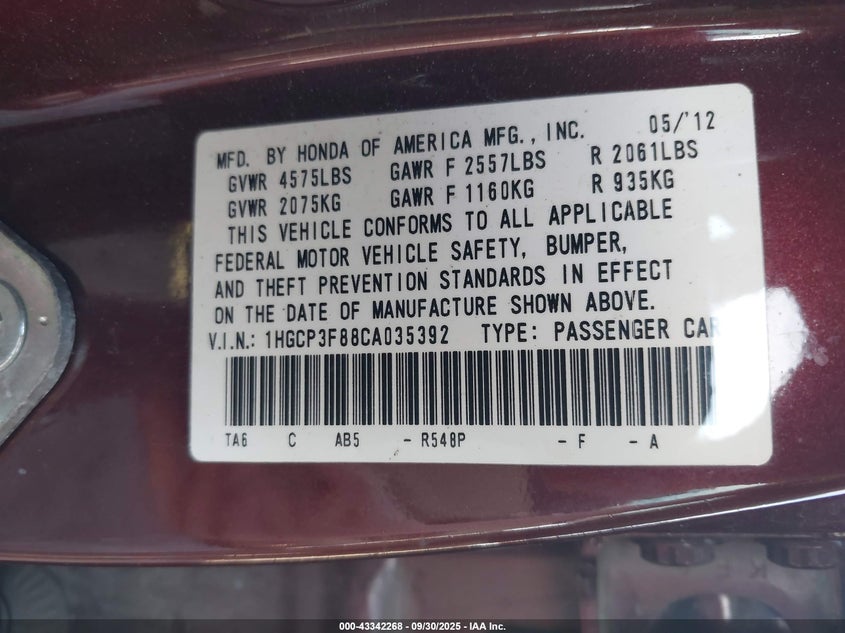 MFD. BY HONDA OF AMERICA MFG., INC. 05/'12
GVWR 4575LBS GAWR F 2557LBS R 2061LBS
GVWR 2075KG GAWR F 1160KG R 935KG
THIS VEHICLE CONFORMS TO ALL APPLICABLE
FEDERAL MOTOR VEHICLE SAFETY, BUMPER,
AND THEFT PREVENTION STANDARDS IN EFFECT
ON THE DATE OF MANUFACTURE SHOWN ABOVE.
V.I.N.: 1HGCP3F88CA035392 TYPE: PASSENGER CAR
TA6 C AB5 - R548P - F - A
000-43342268 - 09/30/2025 - IAA Inc.